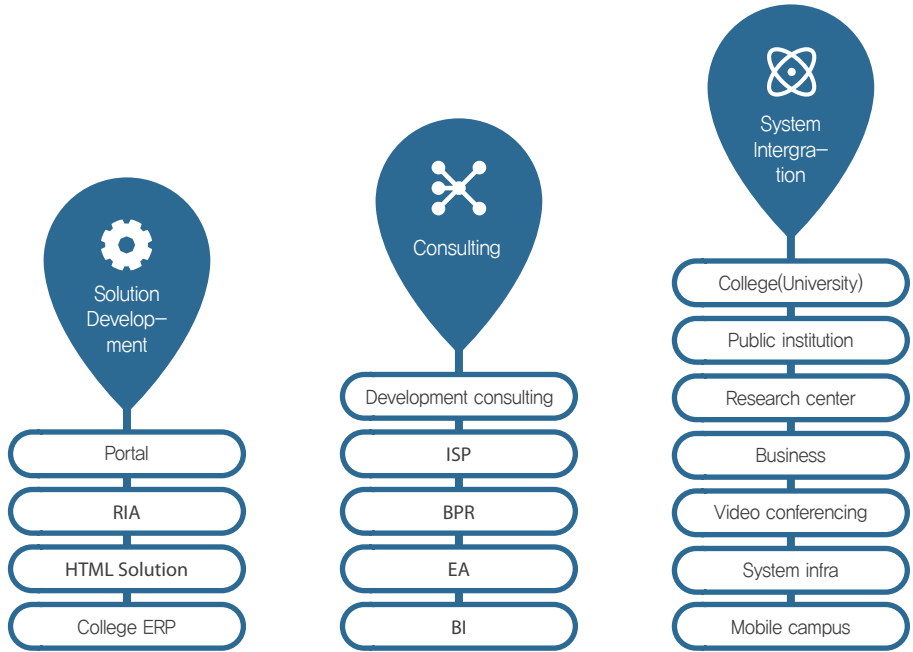 Solution
Develop-
ment
Portal
RIA
HTML Solution
College ERP
Consulting
Development consulting
ISP
BPR
EA
BI
System
Intergra-
tion
College(University)
Public institution
Research center
Business
Video conferencing
System infra
Mobile campus